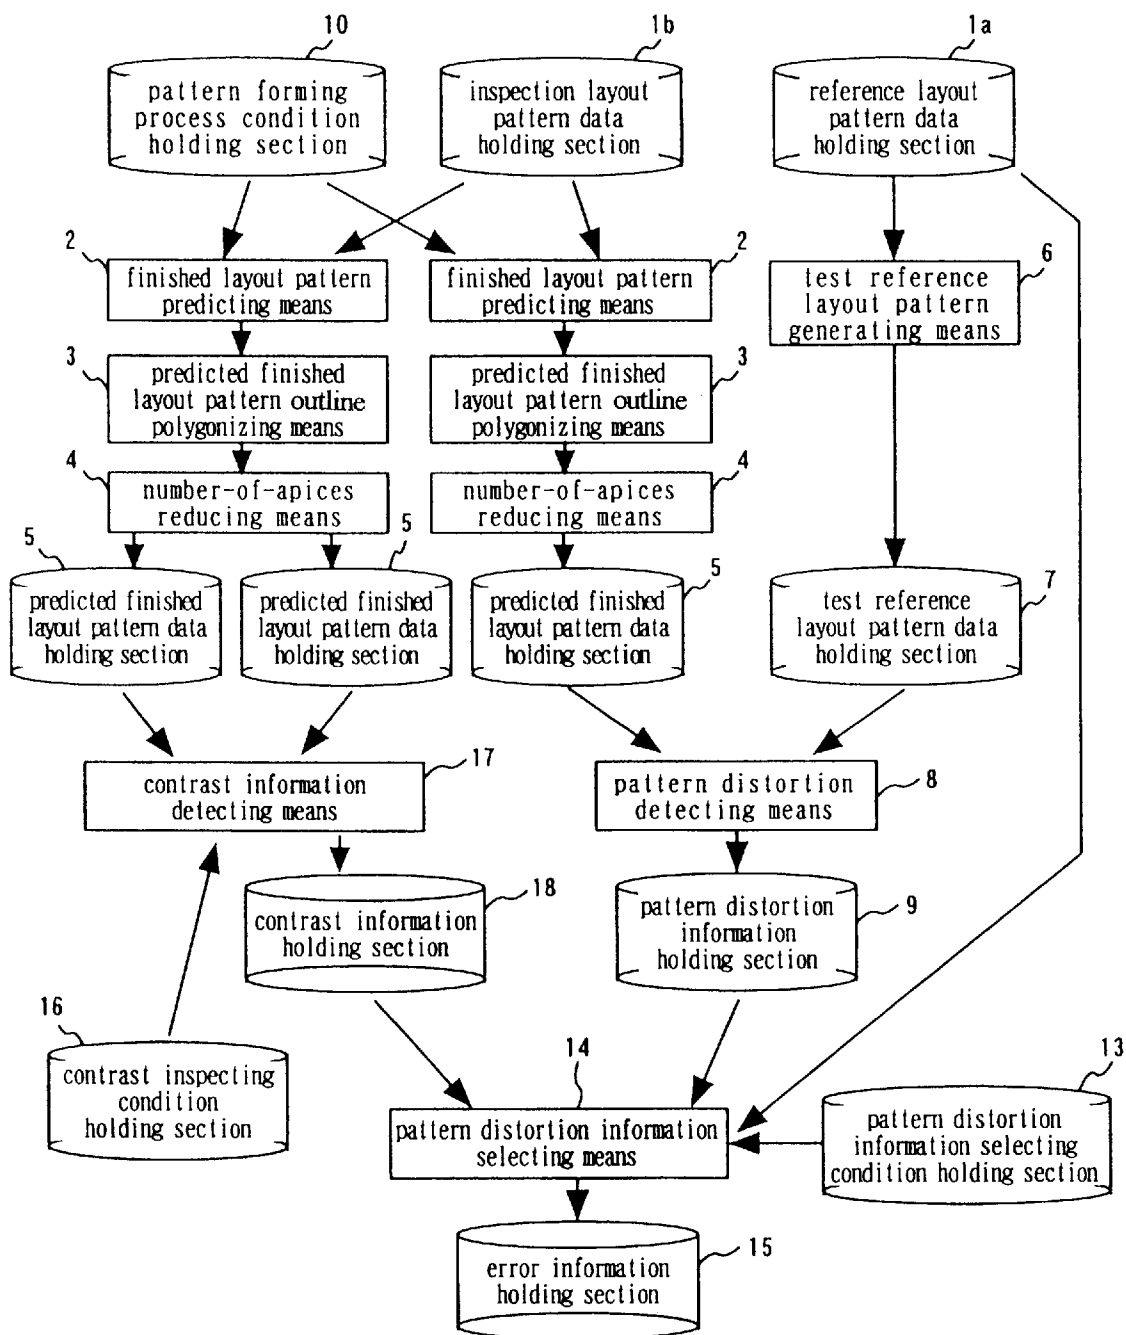 10
1b
1a
pattern forming
process condition
holding section
inspection layout
pattern data
holding section
reference layout
pattern data
holding section
2
finished layout pattern
predicting means
2
finished layout pattern
predicting means
6
test reference
layout pattern
generating means
3
predicted finished
layout pattern outline
polygonizing means
3
predicted finished
layout pattern outline
polygonizing means
4
number-of-apices
reducing means
4
number-of-apices
reducing means
5
predicted finished
layout pattern data
holding section
5
predicted finished
layout pattern data
holding section
5
predicted finished
layout pattern data
holding section
7
test reference
layout pattern data
holding section
17
contrast information
detecting means
8
pattern distortion
detecting means
18
contrast information
holding section
9
pattern distortion
information
holding section
16
contrast inspecting
condition
holding section
14
pattern distortion information
selecting means
13
pattern distortion
information selecting
condition holding section
15
error information
holding section